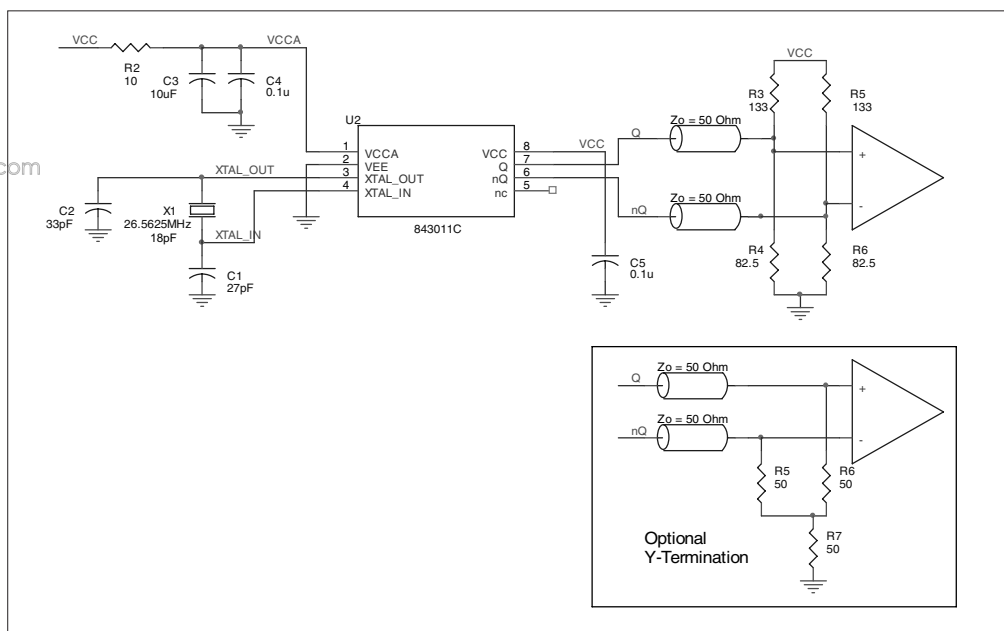 VCC
R2
10
VCCA
C3
10uF
C4
0.1u
com
XTAL_OUT
C2
33pF
X1
26.5625MHz
18pF
XTAL_IN
C1
27pF
U2
1
2
3
4
VCCA
VEE
XTAL_OUT
XTAL_IN
VCC
Q
nQ
nc
8
7
6
5
843011C
VCC
C5
0.1u
Q
Zo = 50 Ohm
nQ
Zo = 50 Ohm
VCC
R3
133
R5
133
+
-
R4
82.5
R6
82.5
Q
Zo = 50 Ohm
nQ
Zo = 50 Ohm
+
-
R5
50
R6
50
R7
50
Optional
Y-Termination